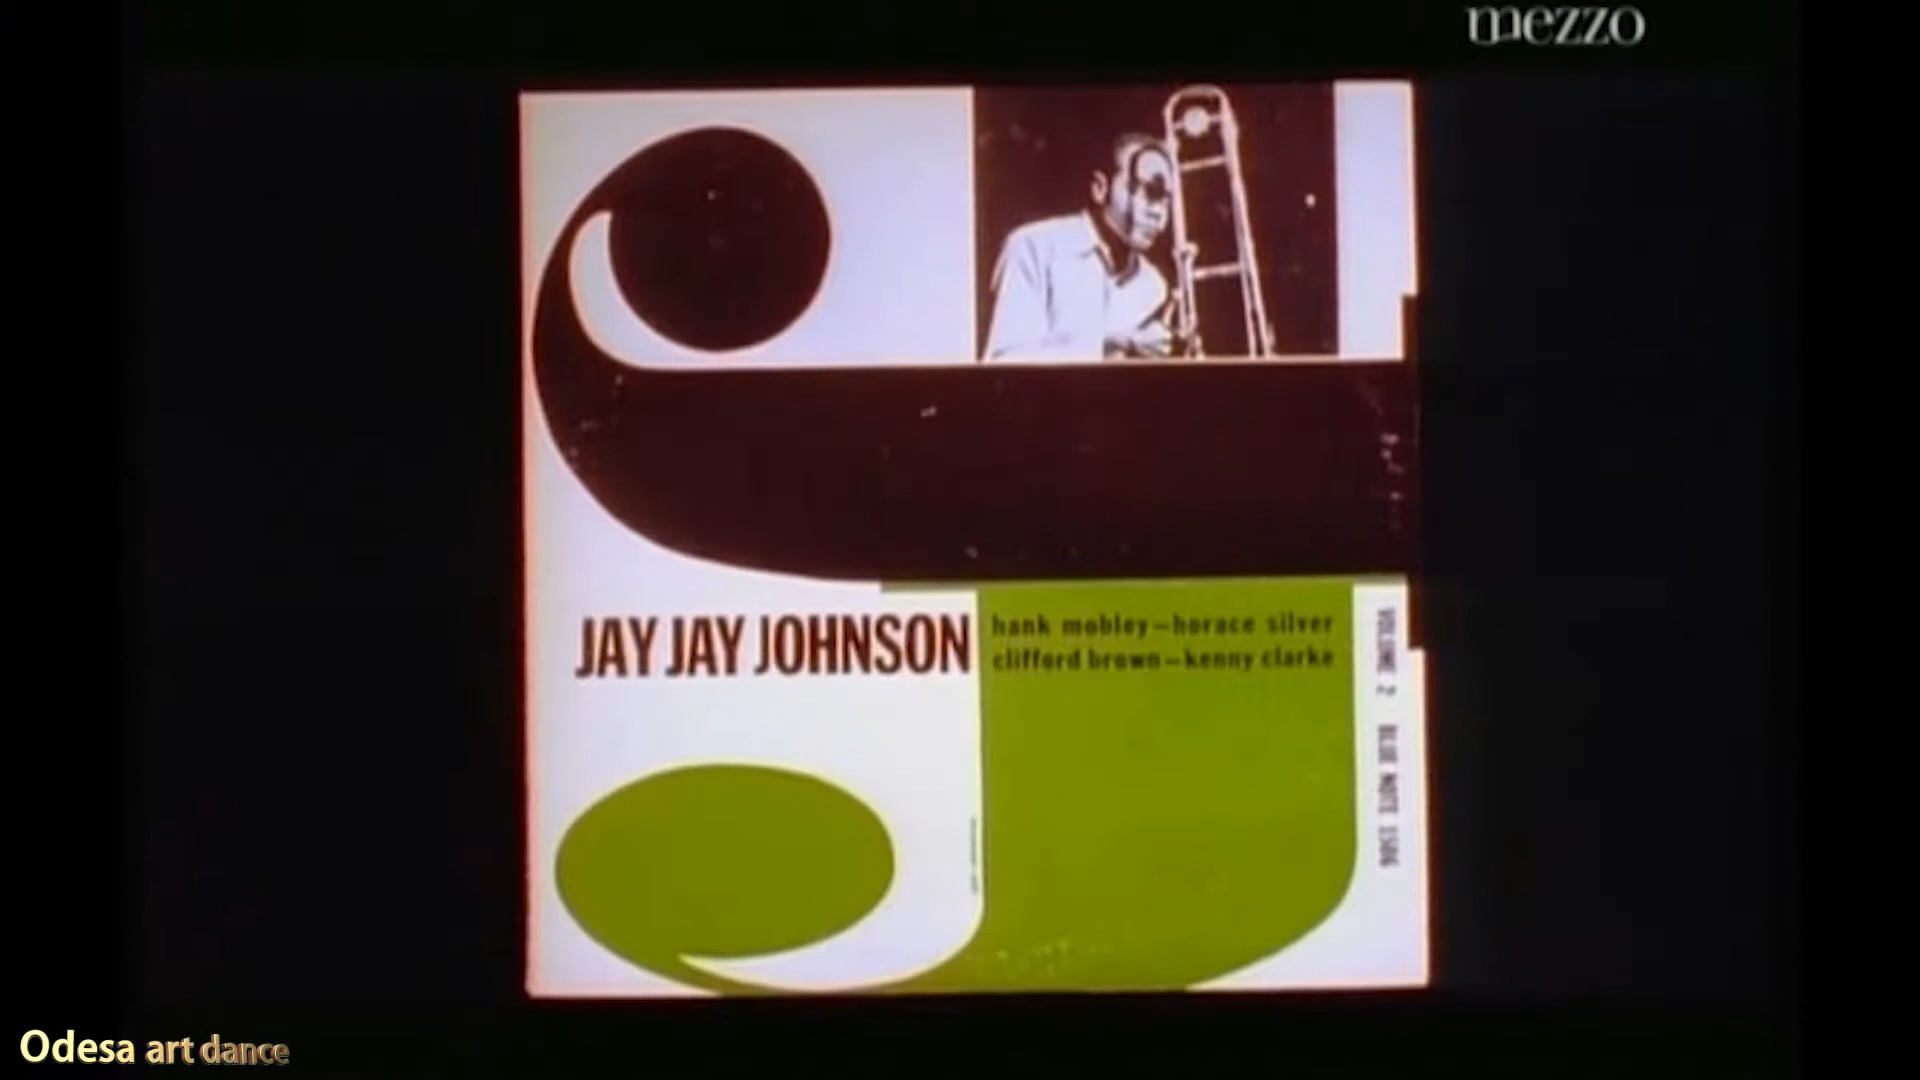 mezzo
JAY JAY JOHNSON
hank mobley—horace silver
clifford brown—kenny clarke
VOLUME 2 BLUE NOTE 1506
Odesa art dance